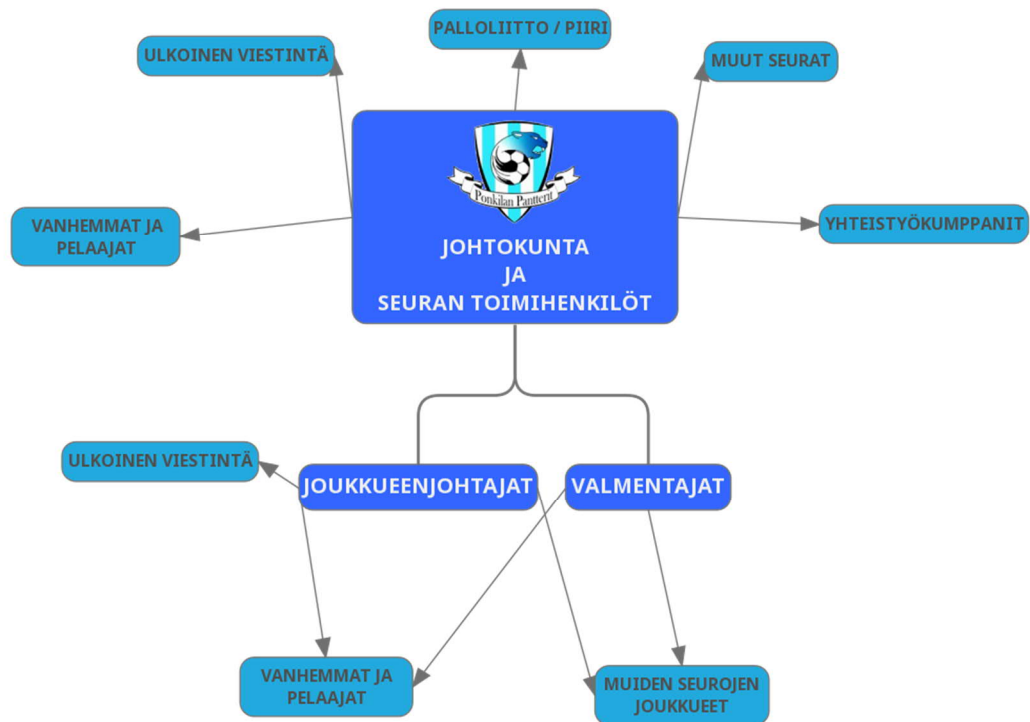 PALLOLIITTO / PIIRI
ULKOINEN VIESTINTÄ
MUUT SEURAT
Ponkilan Pantterit
VANHEMMAT JA
PELAAJAT
YHTEISTYÖKUMPPANIT
JOHTOKUNTA
JA
SEURAN TOIMIHENKILÖT
ULKOINEN VIESTINTÄ
JOUKKUEENJOHTAJAT
VALMENTAJAT
VANHEMMAT JA
PELAAJAT
MUIDEN SEUROJEN
JOUKKUEET